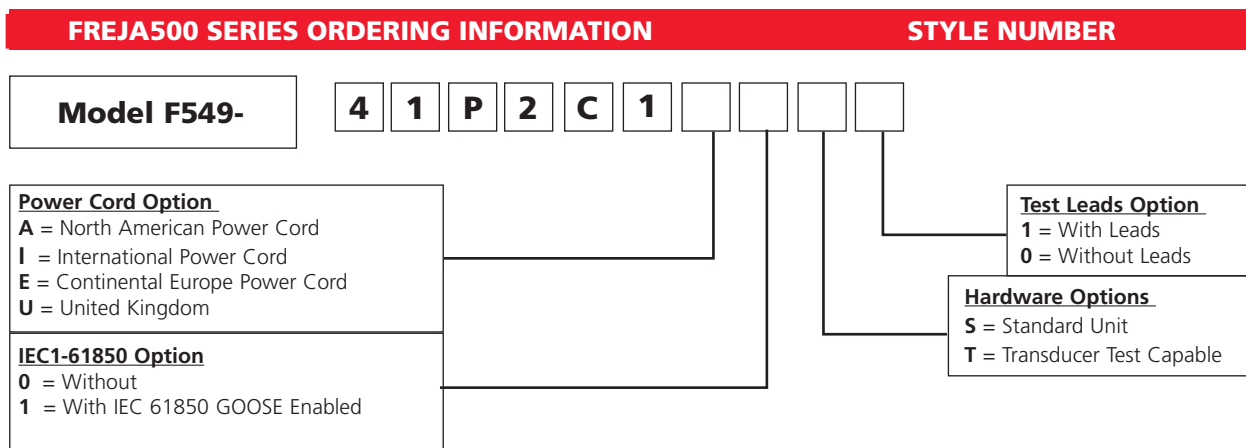 FREJA500 SERIES ORDERING INFORMATION STYLE NUMBER
Model F549- 4 1 P 2 C 1
Power Cord Option
A = North American Power Cord
I = International Power Cord
E = Continental Europe Power Cord
U = United Kingdom
IEC1-61850 Option
0 = Without
1 = With IEC 61850 GOOSE Enabled
Test Leads Option
1 = With Leads
0 = Without Leads
Hardware Options
S = Standard Unit
T = Transducer Test Capable